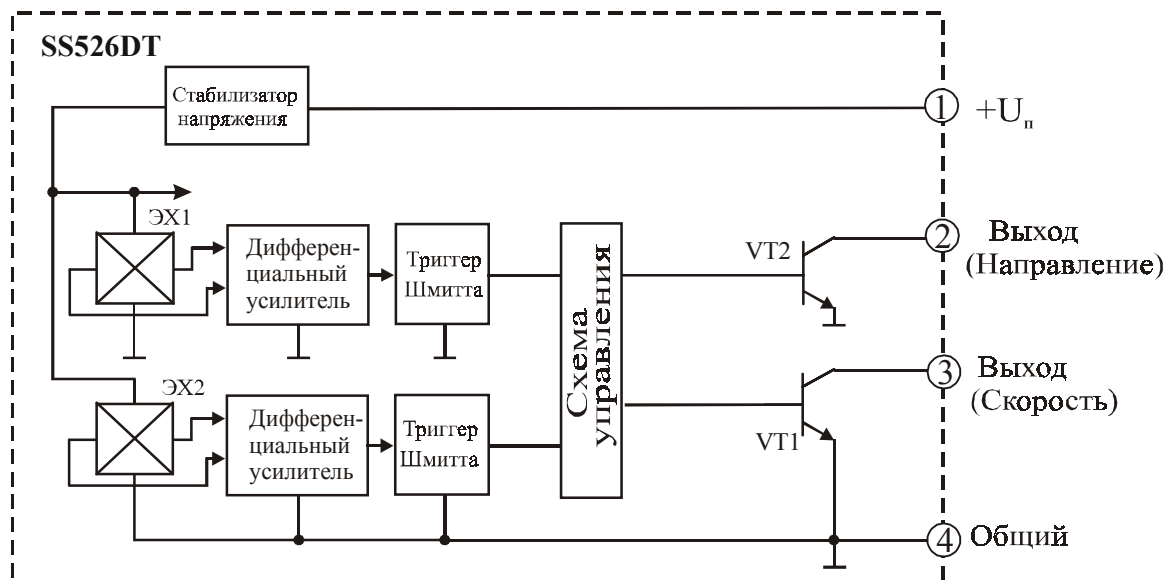 SS526DT
Стабилизатор
напряжения
1
+Uп
ЭХ1
Дифферен-
циальный
усилитель
Триггер
Шмитта
Схема
управления
VT2
2
Выход
(Направление)
ЭХ2
Дифферен-
циальный
усилитель
Триггер
Шмитта
VT1
3
Выход
(Скорость)
4
Общий